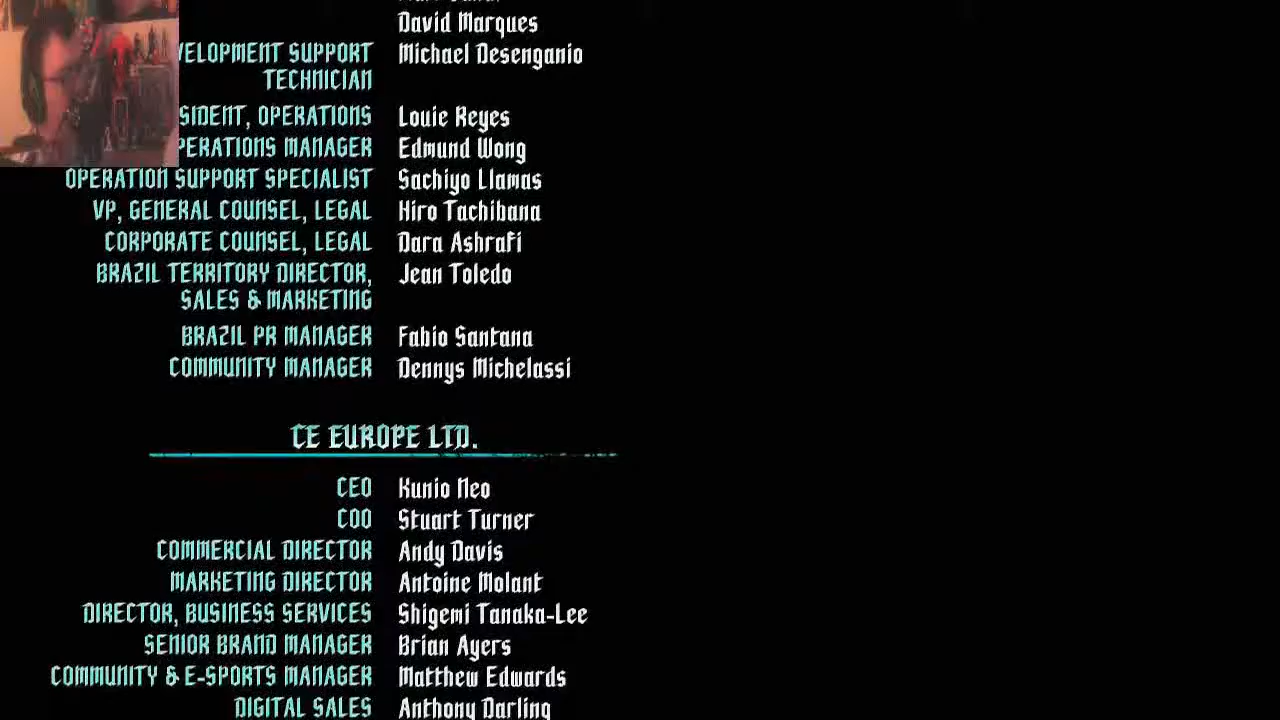 David Marques
VELOPMENT SUPPORT Michael Desenganio
TECHNICIAN
SIDENT, OPERATIONS Louie Reyes
PERATIONS MANAGER Edmund Wong
OPERATION SUPPORT SPECIALIST Sachiyo Llamas
VP, GENERAL COUNSEL, LEGAL Hiro Tachibana
CORPORATE COUNSEL, LEGAL Dara Ashrafi
BRAZIL TERRITORY DIRECTOR, Jean Toledo
SALES & MARKETING
BRAZIL PR MANAGER Fabio Santana
COMMUNITY MANAGER Dennys Michelassi
CE EUROPE LTD.
CEO Kunio Neo
COO Stuart Turner
COMMERCIAL DIRECTOR Andy Davis
MARKETING DIRECTOR Antoine Molant
DIRECTOR, BUSINESS SERVICES Shigemi Tanaka-Lee
SENIOR BRAND MANAGER Brian Ayers
COMMUNITY & E-SPORTS MANAGER Matthew Edwards
DIGITAL SALES Anthony Darling